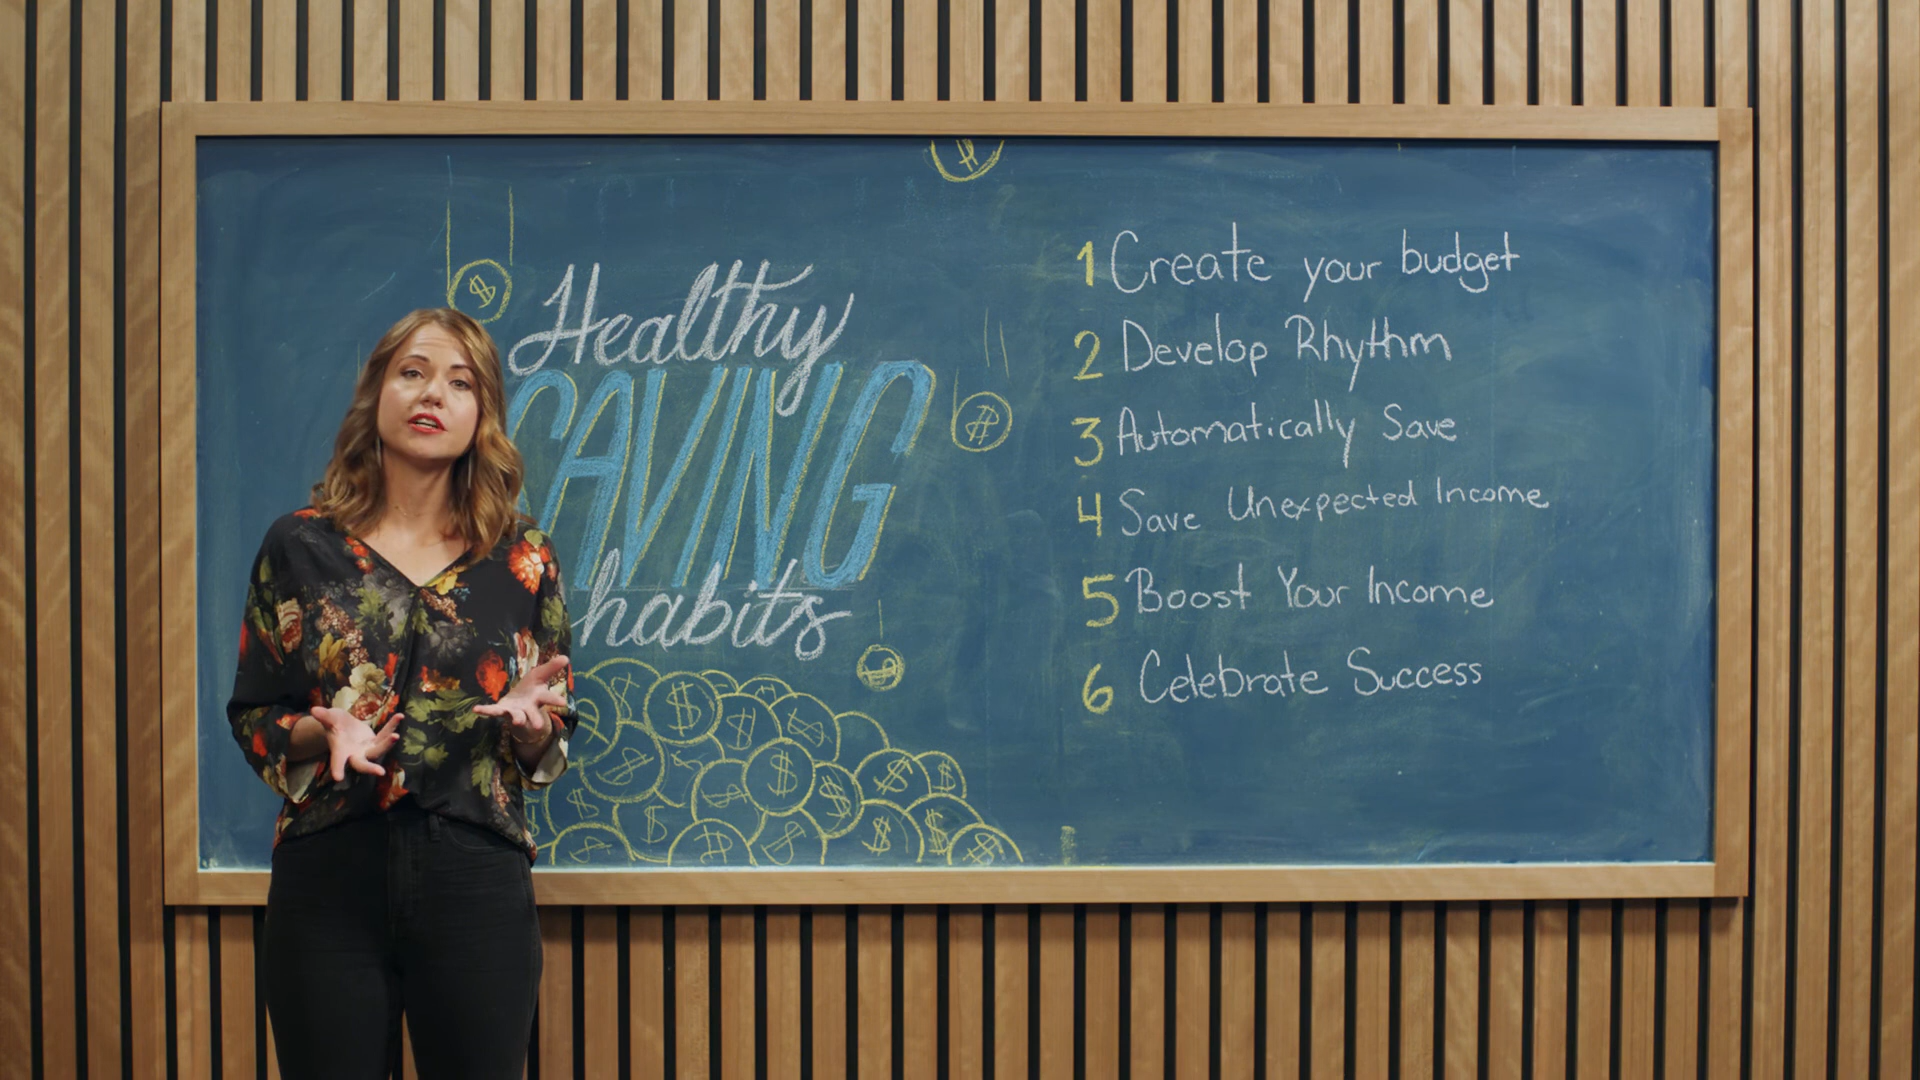 Healthy
SAVING
habits
1 Create your budget
2 Develop Rhythm
3 Automatically Save
4 Save Unexpected Income
5 Boost Your Income
6 Celebrate Success